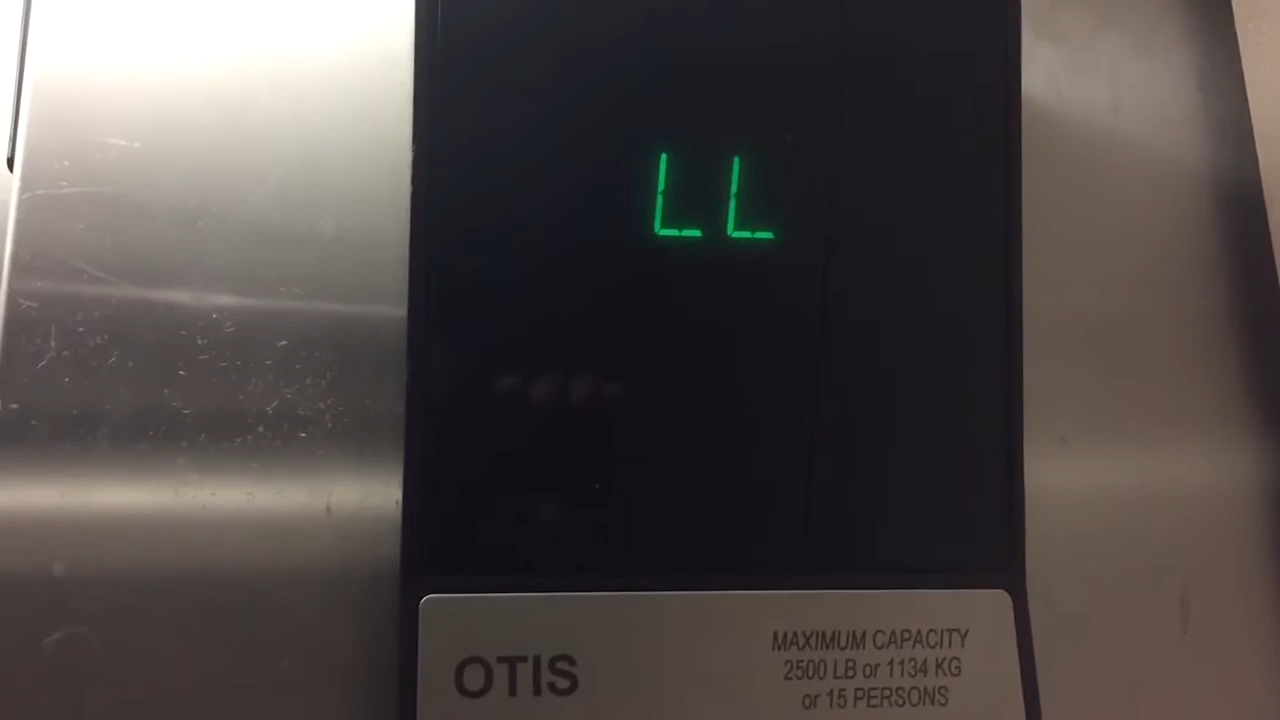 LL
OTIS
MAXIMUM CAPACITY
2500 LB or 1134 KG
or 15 PERSONS